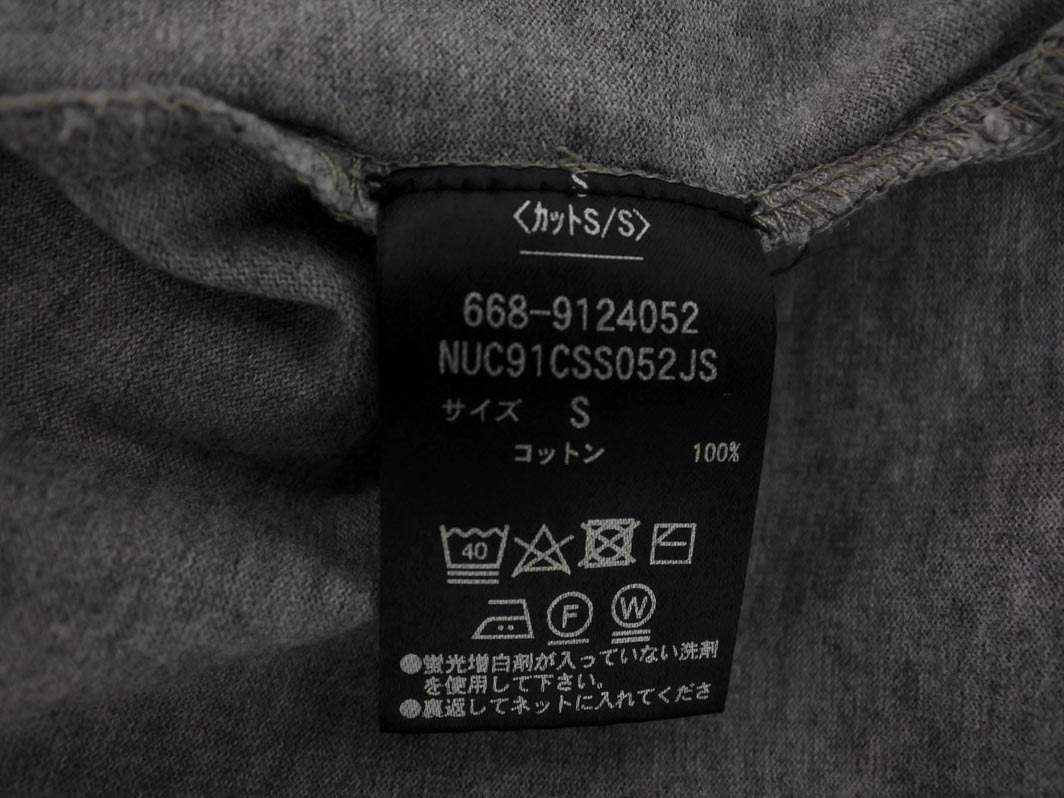 〈カットS/S〉
668-9124052
NUC91CSS052JS
サイズ S
コットン 100%
40
F W
●蛍光増白剤が入っていない洗剤
を使用して下さい。
●裏返してネットに入れてくださ